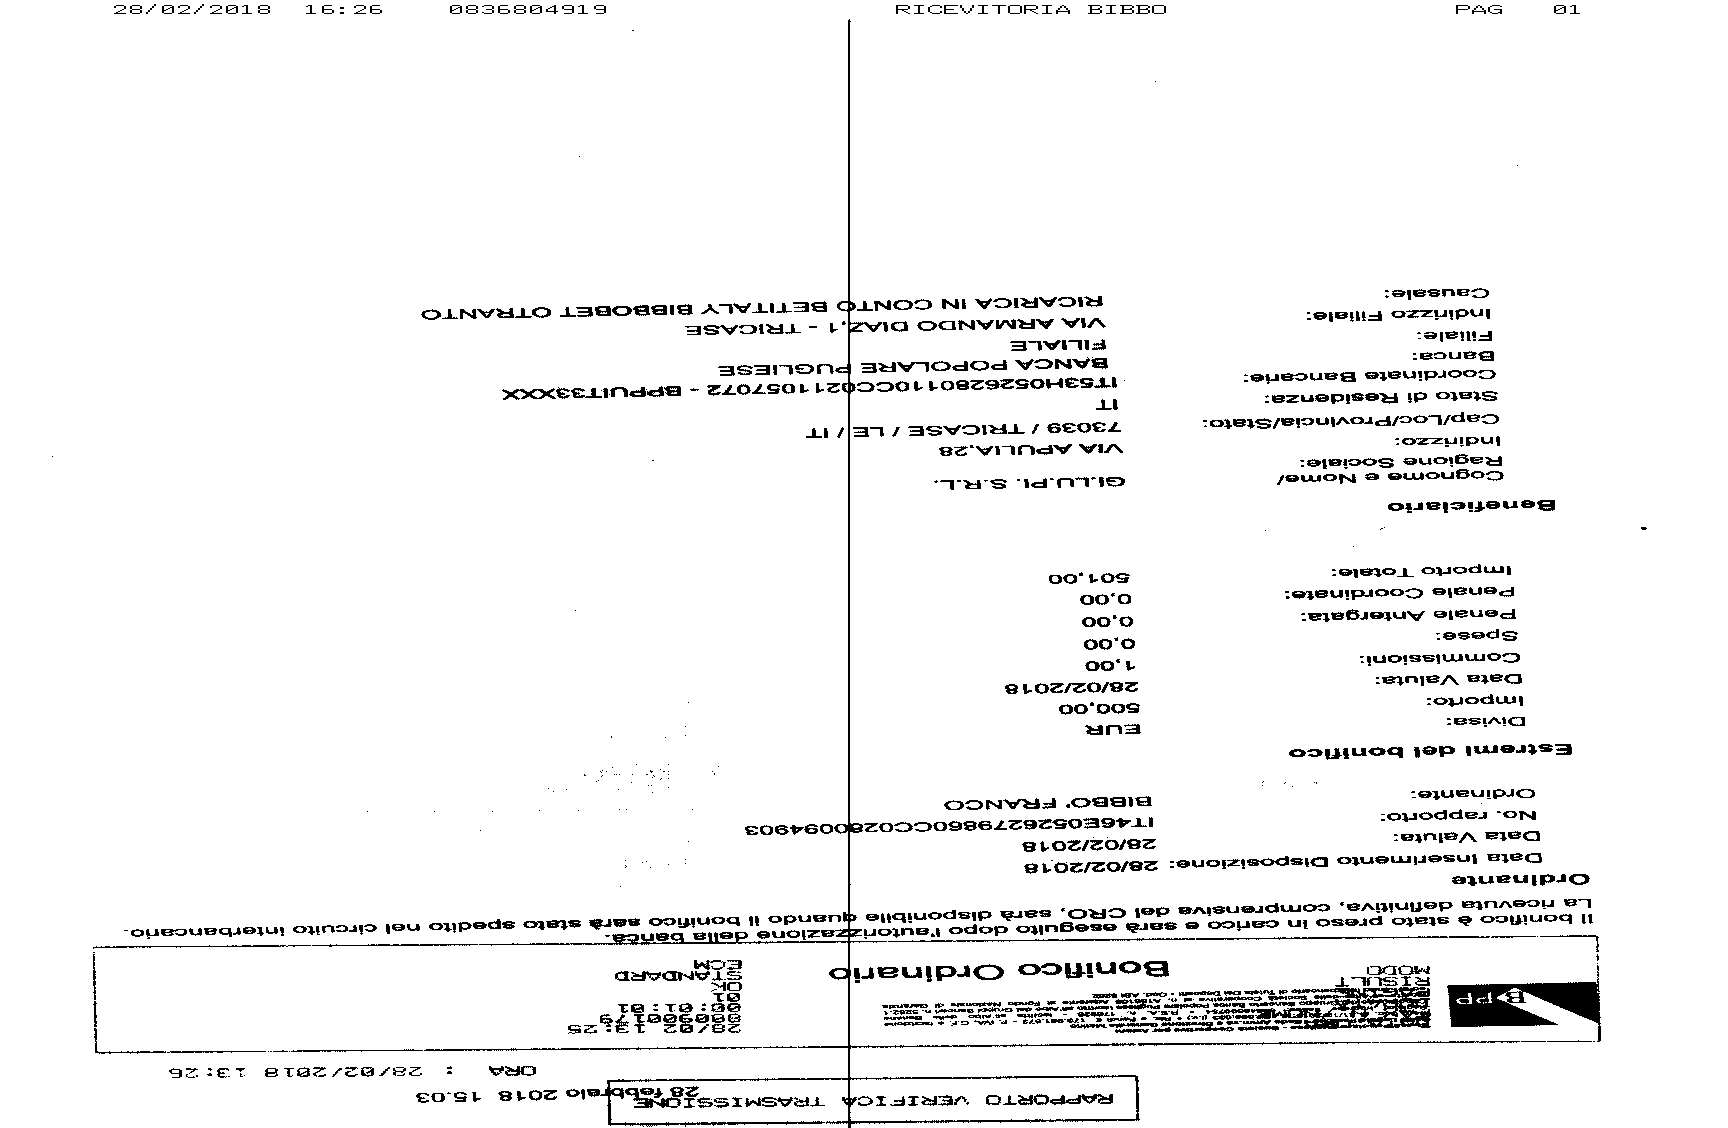 28/02/2018 16:26 0836804919 RICEVITORIA BIBBO PAG 01
RAPPORTO VERIFICA TRASMISSIONE
28 febbraio 2018 15.03
ORA : 28/02/2018 13:26
28/02 13:25
00:01:01
01
OK
STANDARD
ECM
RISULT
MODO
BPP
Bonifico Ordinario
Il bonifico è stato preso in carico e sarà eseguito dopo l'autorizzazione della banca.
La ricevuta definitiva, comprensiva del CRO, sarà disponibile quando il bonifico sarà stato spedito nel circuito interbancario.
Ordinante
Data Inserimento Disposizione: 28/02/2018
Data Valuta: 28/02/2018
No. rapporto: IT46E0526279860CC0280094903
Ordinante: BIBBO' FRANCO
Estremi del bonifico
Divisa: EUR
Importo: 500,00
Data Valuta: 28/02/2018
Commissioni: 1,00
Spese: 0,00
Penale Antergata: 0,00
Penale Coordinate: 0,00
Importo Totale: 501,00
Beneficiario
Cognome e Nome/
Ragione Sociale: GI.LU.PI. S.R.L.
Indirizzo: VIA APULIA,28
Cap/Loc/Provincia/Stato: 73039 / TRICASE / LE / IT
Stato di Residenza: IT
Coordinate Bancarie: IT53H0526280110CC0211057072 - BPPUIT33XXX
Banca: BANCA POPOLARE PUGLIESE
Filiale: FILIALE
Indirizzo Filiale: VIA ARMANDO DIAZ,1 - TRICASE
Causale: RICARICA IN CONTO BETITALY BIBBOBET OTRANTO